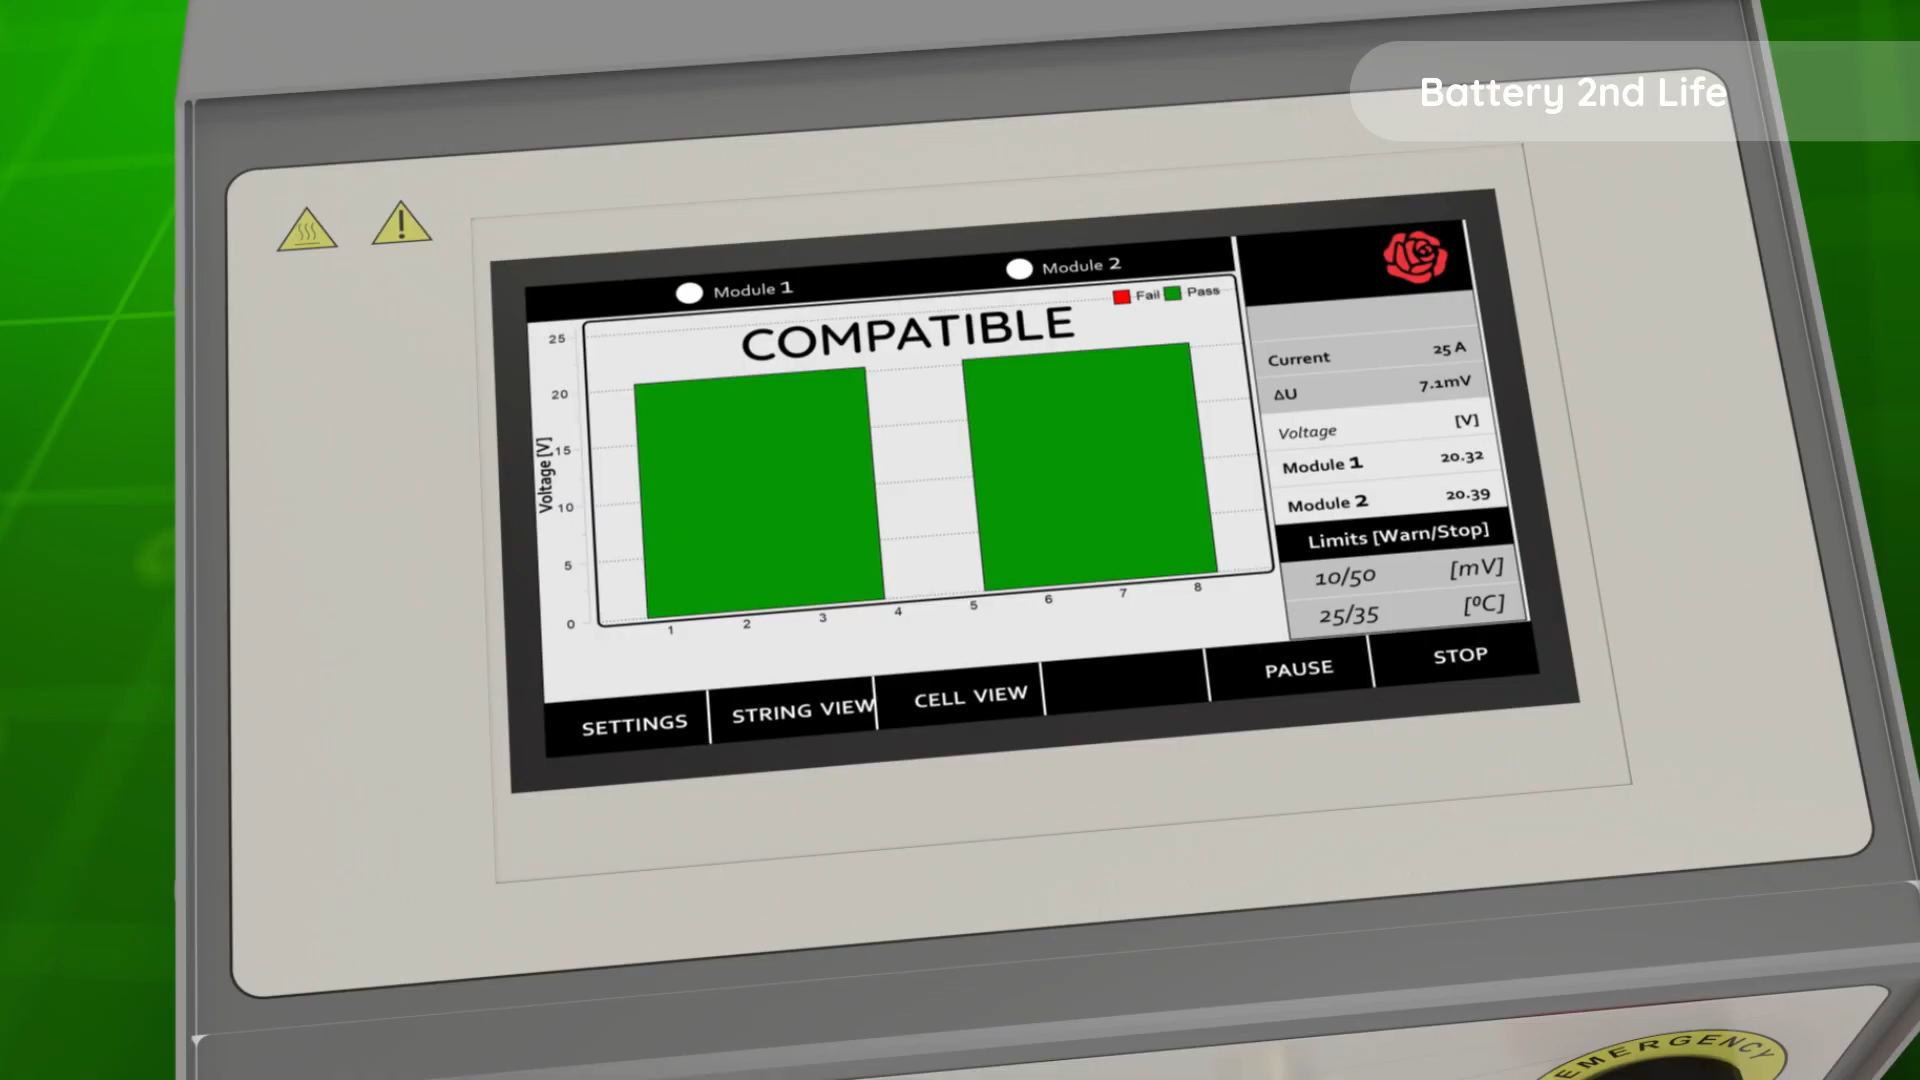 Battery 2nd Life
Module 1
Module 2
Fail
Pass
COMPATIBLE
25
20
15
10
5
0
Voltage [V]
1
2
3
4
5
6
7
8
Current 25 A
ΔU 7.1mV
Voltage [V]
Module 1 20.32
Module 2 20.39
Limits [Warn/Stop]
10/50 [mV]
25/35 [ºC]
SETTINGS
STRING VIEW
CELL VIEW
PAUSE
STOP
EMERGENCY